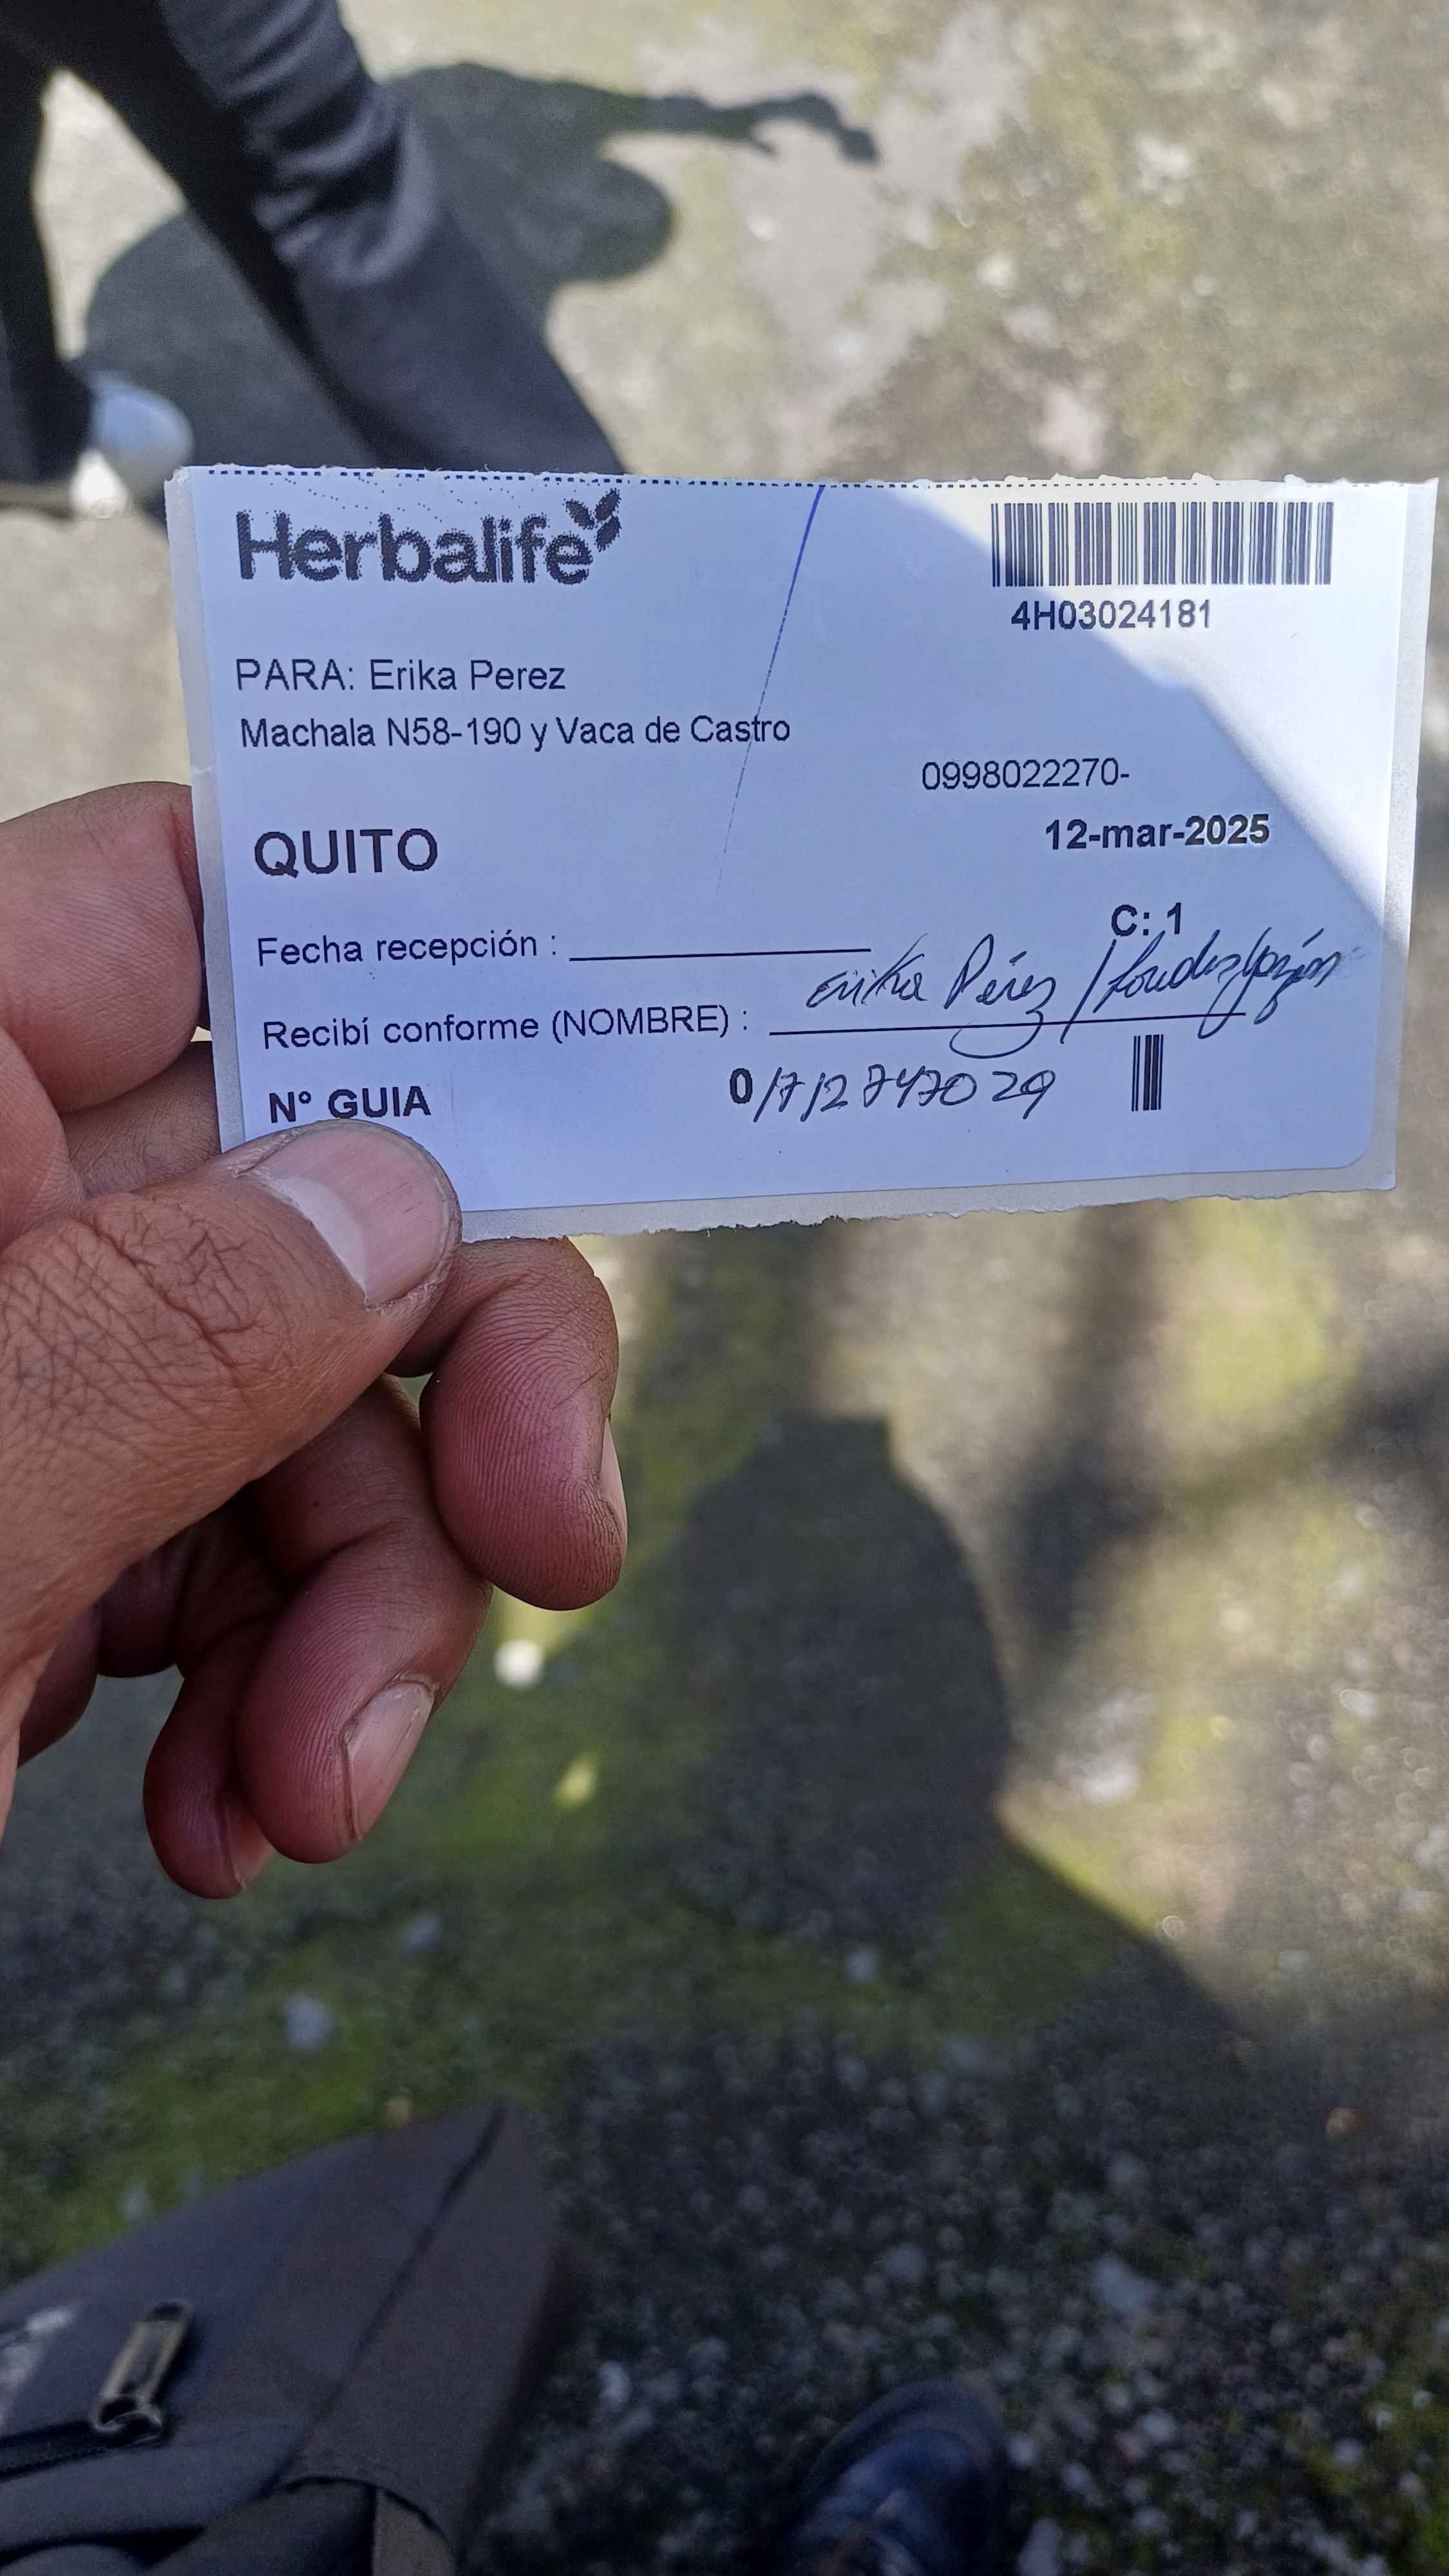 Herbalife
4H03024181
PARA: Erika Perez
Machala N58-190 y Vaca de Castro
0998022270-
QUITO
12-mar-2025
C: 1
Fecha recepción :
Recibí conforme (NOMBRE) : Erika Pérez /
N° GUIA 0